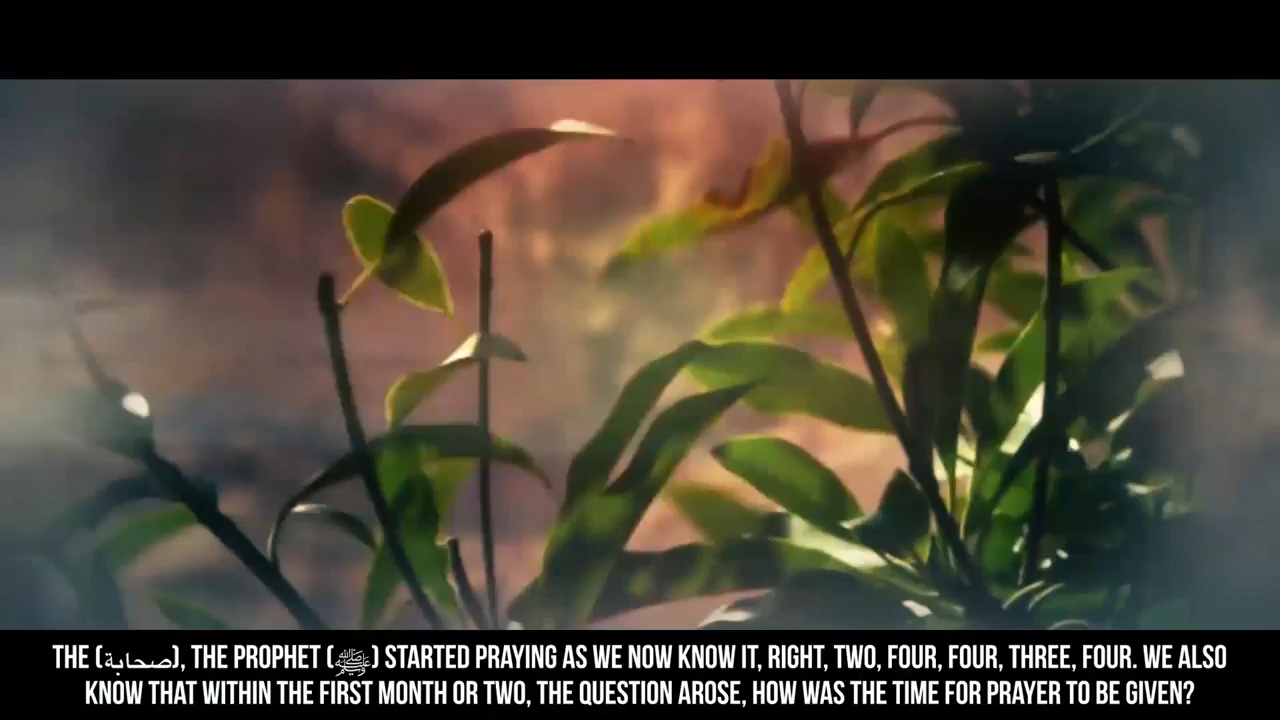 THE (صحابة), THE PROPHET (ﷺ) STARTED PRAYING AS WE NOW KNOW IT, RIGHT, TWO, FOUR, FOUR, THREE, FOUR. WE ALSO
KNOW THAT WITHIN THE FIRST MONTH OR TWO, THE QUESTION AROSE, HOW WAS THE TIME FOR PRAYER TO BE GIVEN?